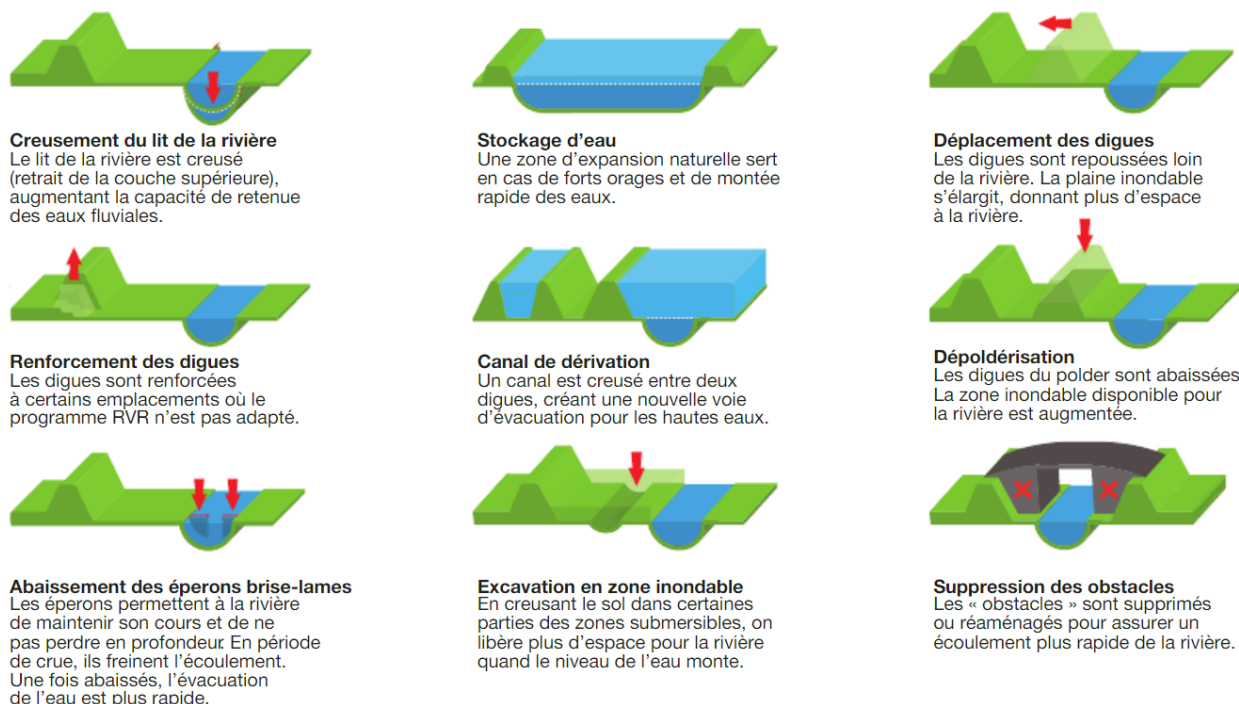 Creusement du lit de la rivière
Le lit de la rivière est creusé
(retrait de la couche supérieure),
augmentant la capacité de retenue
des eaux fluviales.
Stockage d’eau
Une zone d’expansion naturelle sert
en cas de forts orages et de montée
rapide des eaux.
Déplacement des digues
Les digues sont repoussées loin
de la rivière. La plaine inondable
s’élargit, donnant plus d’espace
à la rivière.
Renforcement des digues
Les digues sont renforcées
à certains emplacements où le
programme RVR n’est pas adapté.
Canal de dérivation
Un canal est creusé entre deux
digues, créant une nouvelle voie
d’évacuation pour les hautes eaux.
Dépoldérisation
Les digues du polder sont abaissées
La zone inondable disponible pour
la rivière est augmentée.
Abaissement des éperons brise-lames
Les éperons permettent à la rivière
de maintenir son cours et de ne
pas perdre en profondeur. En période
de crue, ils freinent l’écoulement.
Une fois abaissés, l’évacuation
de l’eau est plus rapide.
Excavation en zone inondable
En creusant le sol dans certaines
parties des zones submersibles, on
libère plus d’espace pour la rivière
quand le niveau de l’eau monte.
Suppression des obstacles
Les « obstacles » sont supprimés
ou réaménagés pour assurer un
écoulement plus rapide de la rivière.